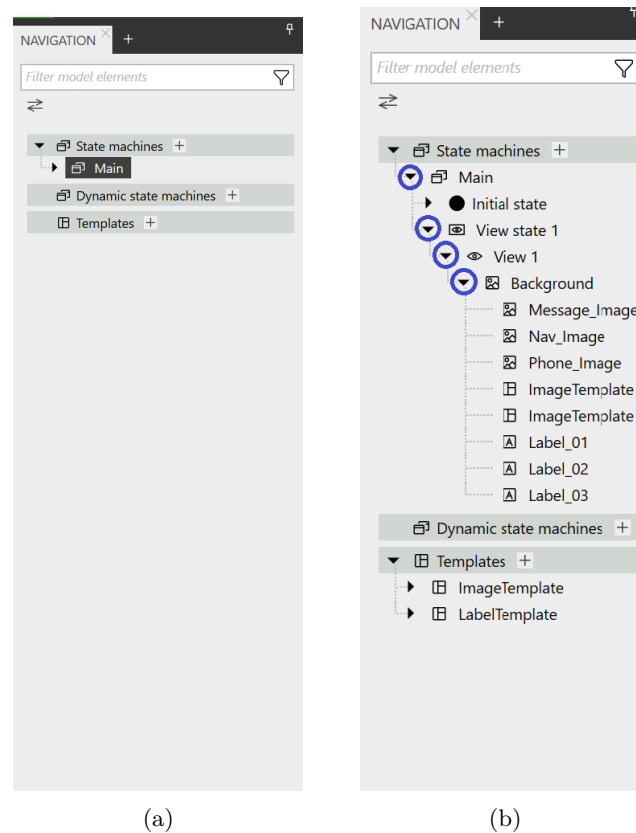 NAVIGATION
Filter model elements
State machines
Main
Dynamic state machines
Templates
(a)
NAVIGATION
Filter model elements
State machines
Main
Initial state
View state 1
View 1
Background
Message_Image
Nav_Image
Phone_Image
ImageTemplate
ImageTemplate
Label_01
Label_02
Label_03
Dynamic state machines
Templates
ImageTemplate
LabelTemplate
(b)